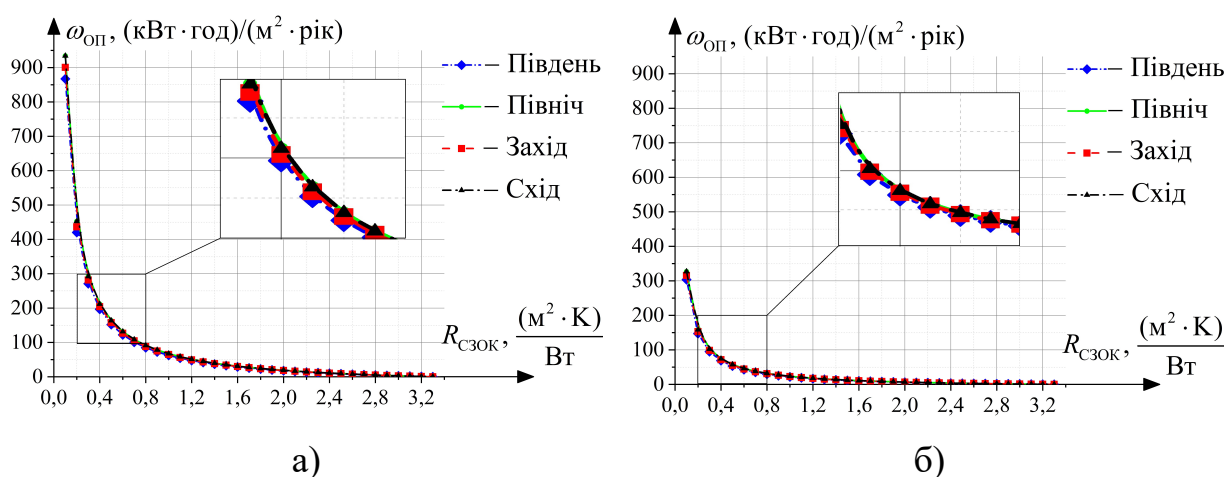 ω_ОП, (кВт · год)/(м² · рік)
Південь
Північ
Захід
Схід
900
800
700
600
500
400
300
200
100
0
0,0 0,4 0,8 1,2 1,6 2,0 2,4 2,8 3,2
R_СЗОК, (м² · K)/Вт
а)
ω_ОП, (кВт · год)/(м² · рік)
Південь
Північ
Захід
Схід
900
800
700
600
500
400
300
200
100
0
0,0 0,4 0,8 1,2 1,6 2,0 2,4 2,8 3,2
R_СЗОК, (м² · K)/Вт
б)